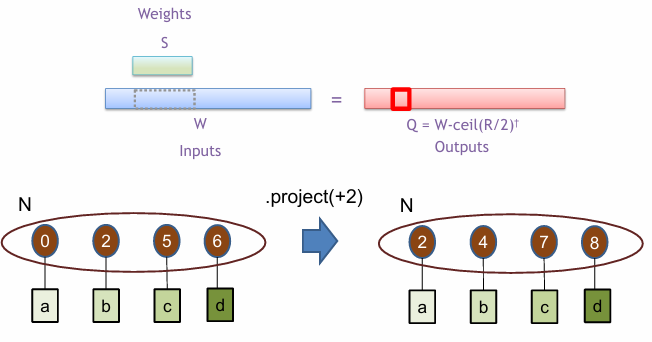 Weights
S
=
W
Q = W-ceil(R/2)†
Inputs
Outputs
.project(+2)
N
N
0 2 5 6
2 4 7 8
a b c d
a b c d